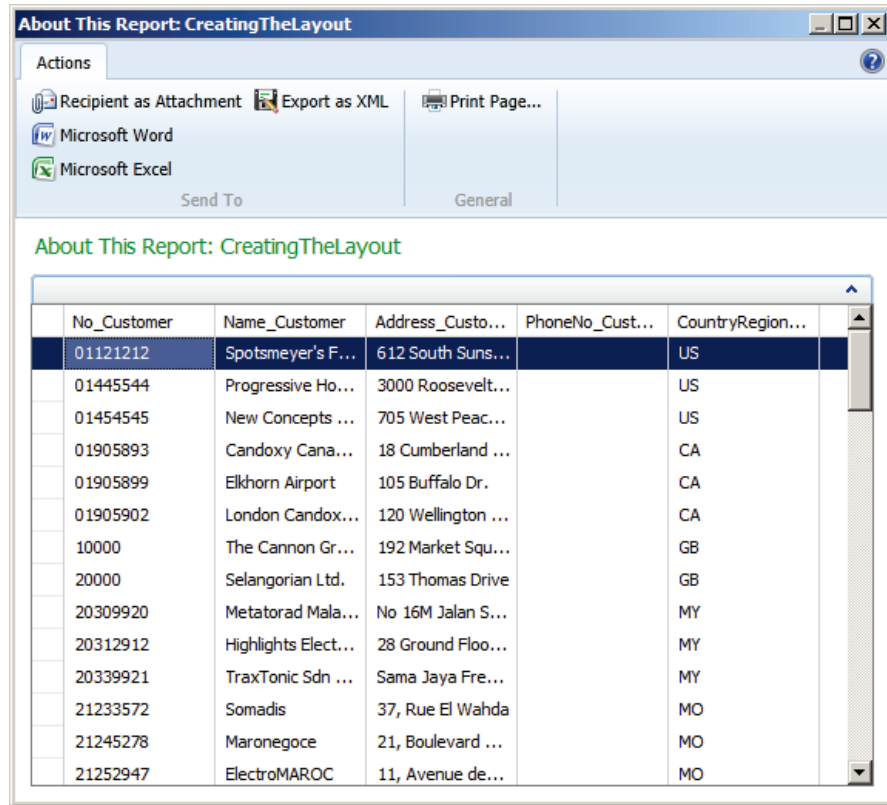 About This Report: CreatingTheLayout
Actions
Recipient as Attachment Export as XML Print Page...
Microsoft Word
Microsoft Excel
Send To General
About This Report: CreatingTheLayout
No_Customer Name_Customer Address_Custo... PhoneNo_Cust... CountryRegion...
01121212 Spotsmeyer's F... 612 South Suns... US
01445544 Progressive Ho... 3000 Roosevelt... US
01454545 New Concepts ... 705 West Peac... US
01905893 Candoxy Cana... 18 Cumberland ... CA
01905899 Elkhorn Airport 105 Buffalo Dr. CA
01905902 London Candox... 120 Wellington ... CA
10000 The Cannon Gr... 192 Market Squ... GB
20000 Selangorian Ltd. 153 Thomas Drive GB
20309920 Metatorad Mala... No 16M Jalan S... MY
20312912 Highlights Elect... 28 Ground Floo... MY
20339921 TraxTonic Sdn ... Sama Jaya Fre... MY
21233572 Somadis 37, Rue El Wahda MO
21245278 Maronegoce 21, Boulevard ... MO
21252947 ElectroMAROC 11, Avenue de... MO